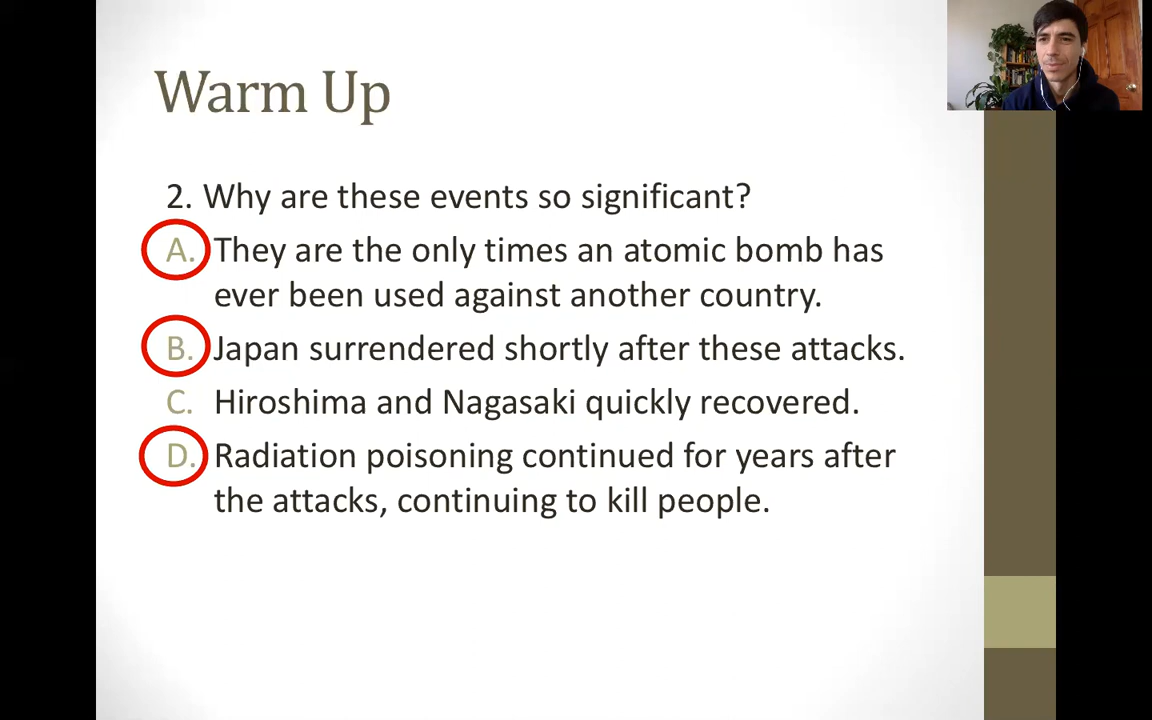 Warm Up
2. Why are these events so significant?
A. They are the only times an atomic bomb has
ever been used against another country.
B. Japan surrendered shortly after these attacks.
C. Hiroshima and Nagasaki quickly recovered.
D. Radiation poisoning continued for years after
the attacks, continuing to kill people.